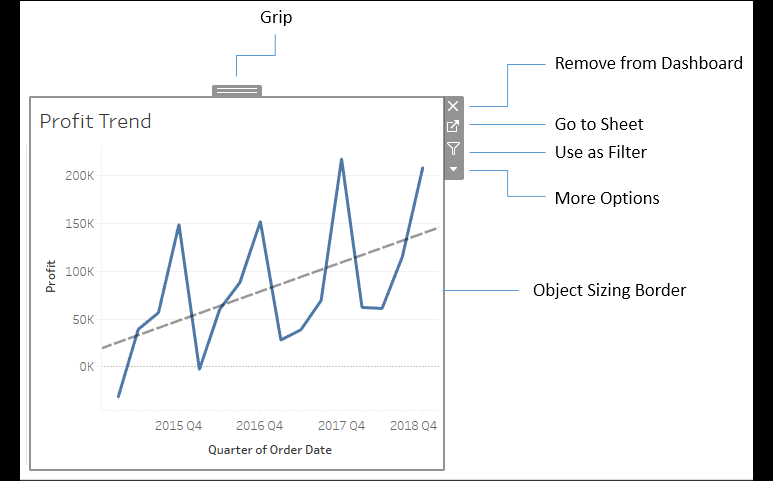 Grip
Remove from Dashboard
Go to Sheet
Use as Filter
More Options
Object Sizing Border
Profit Trend
200K
150K
100K
50K
0K
Profit
2015 Q4
2016 Q4
2017 Q4
2018 Q4
Quarter of Order Date